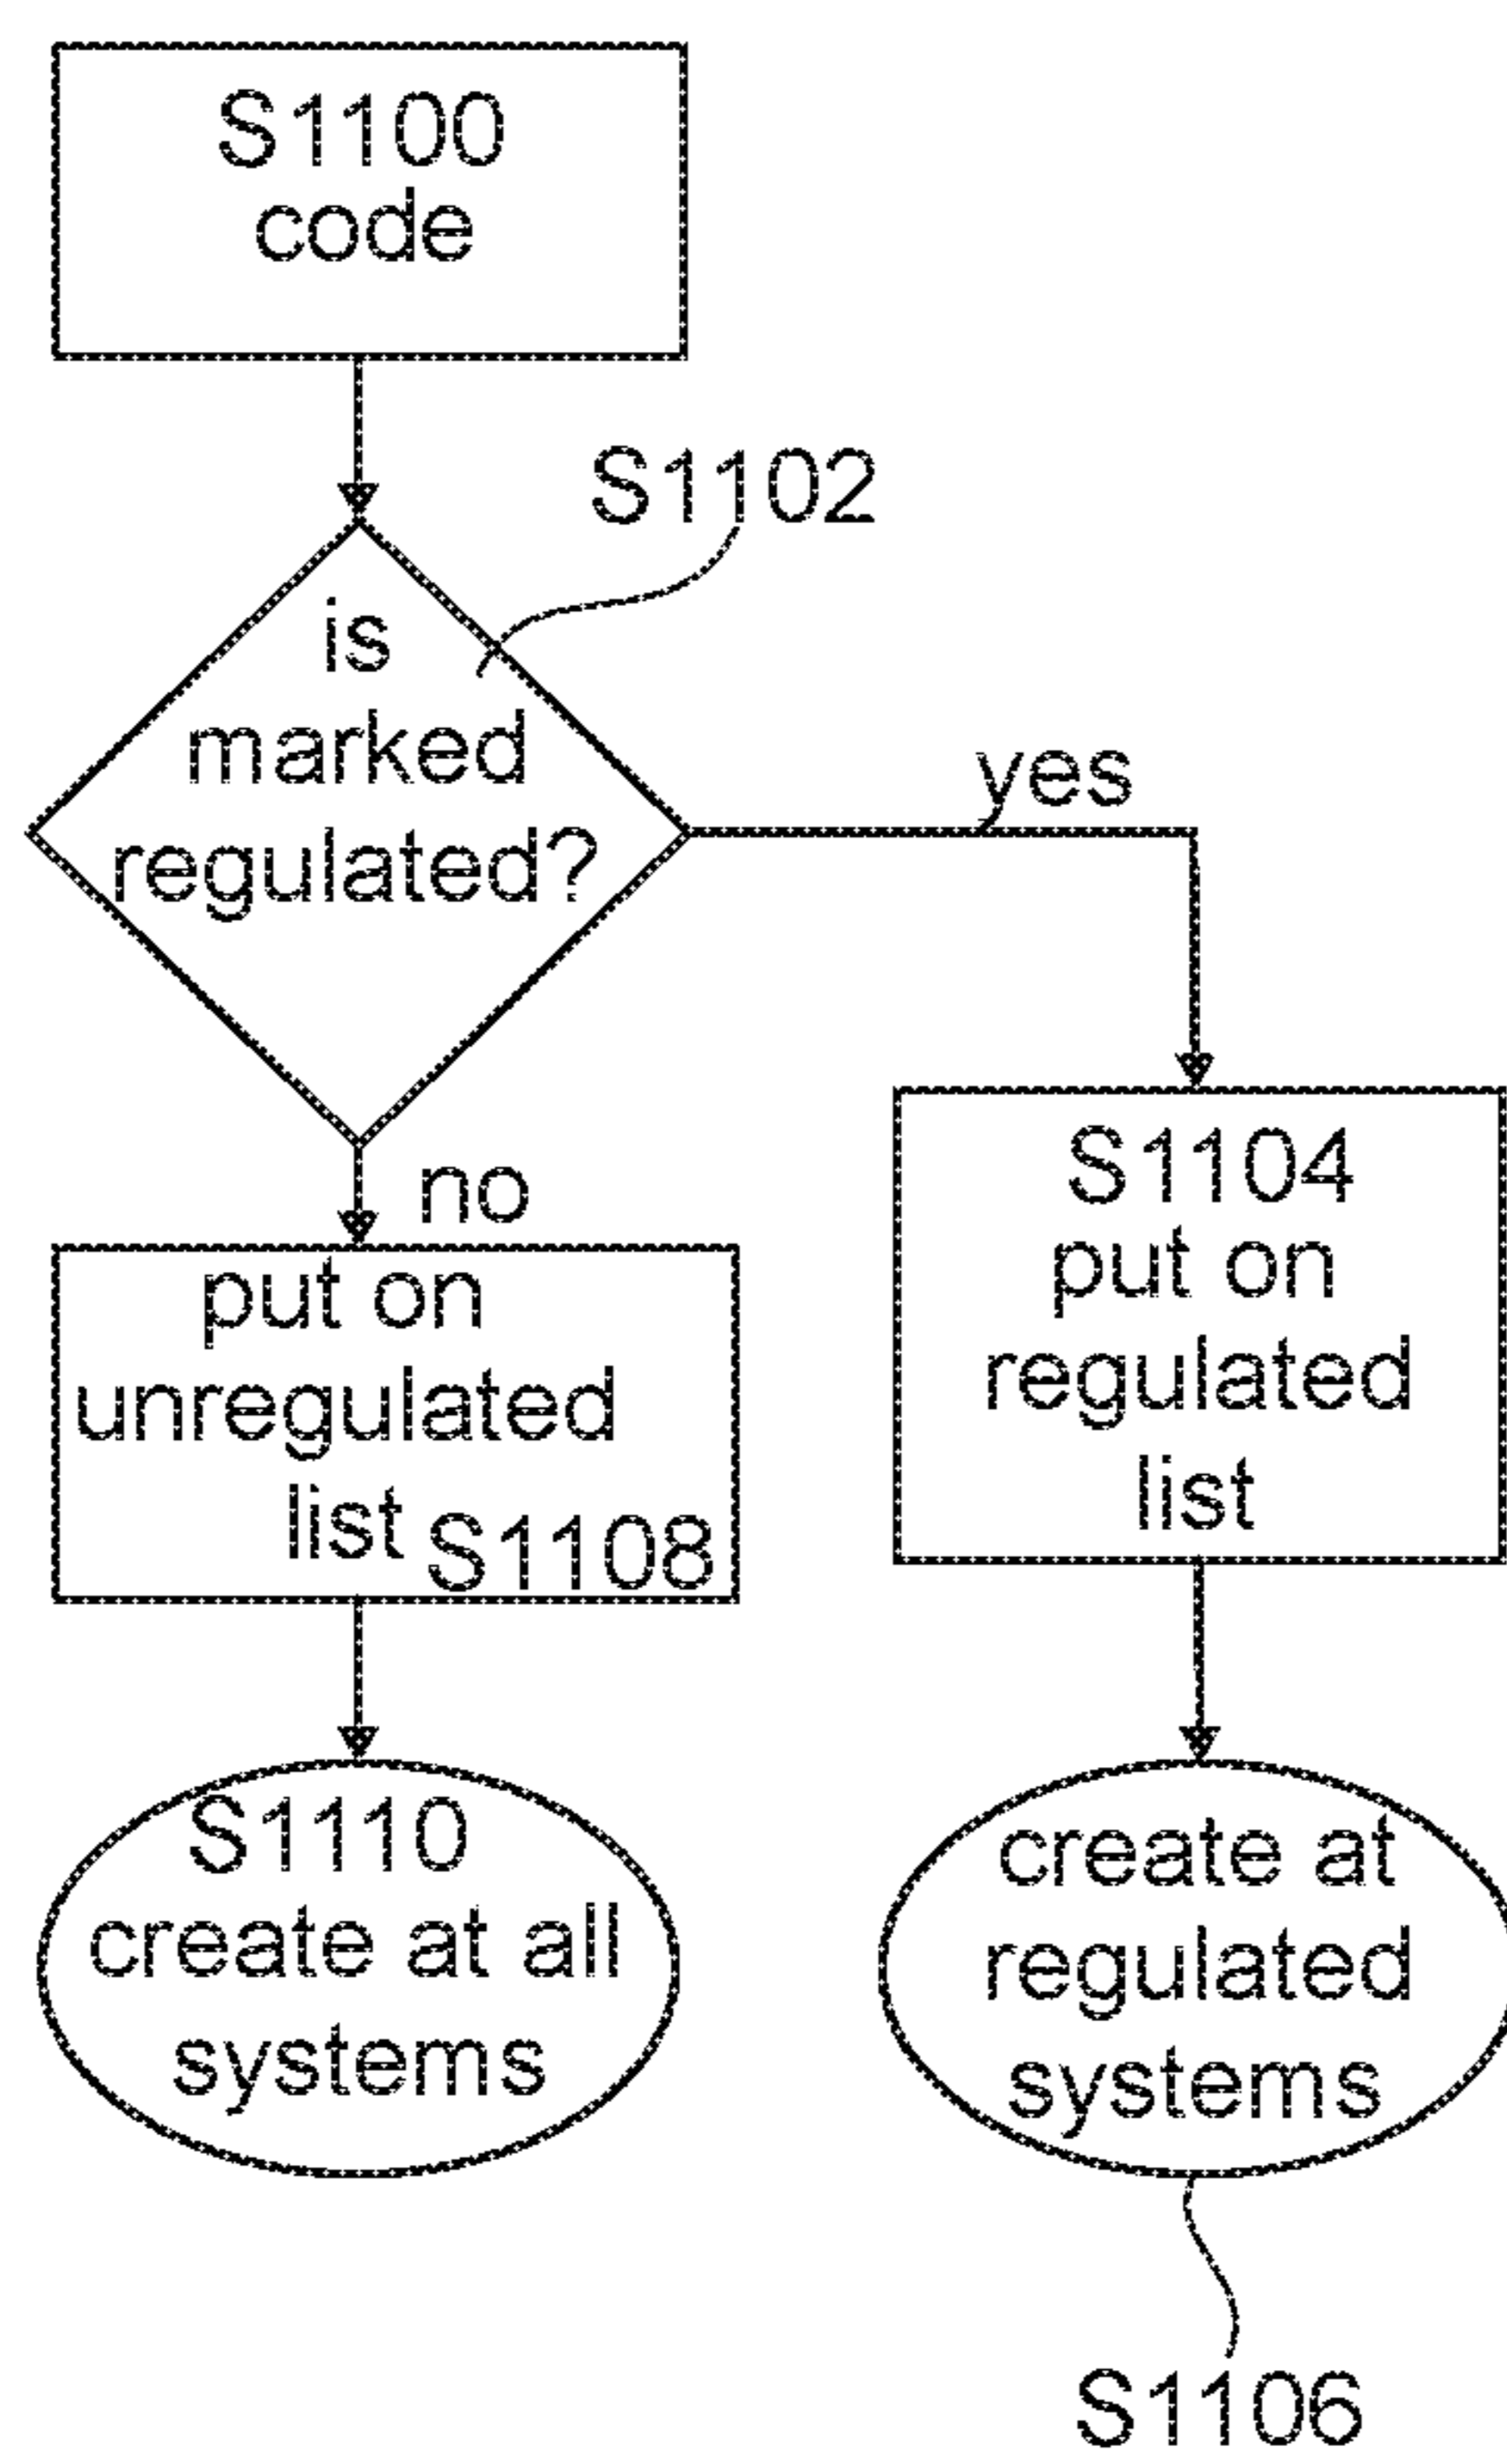 S1100
code
S1102
is
marked
regulated?
yes
no
put on
unregulated
list S1108
S1104
put on
regulated
list
S1110
create at all
systems
create at
regulated
systems
S1106